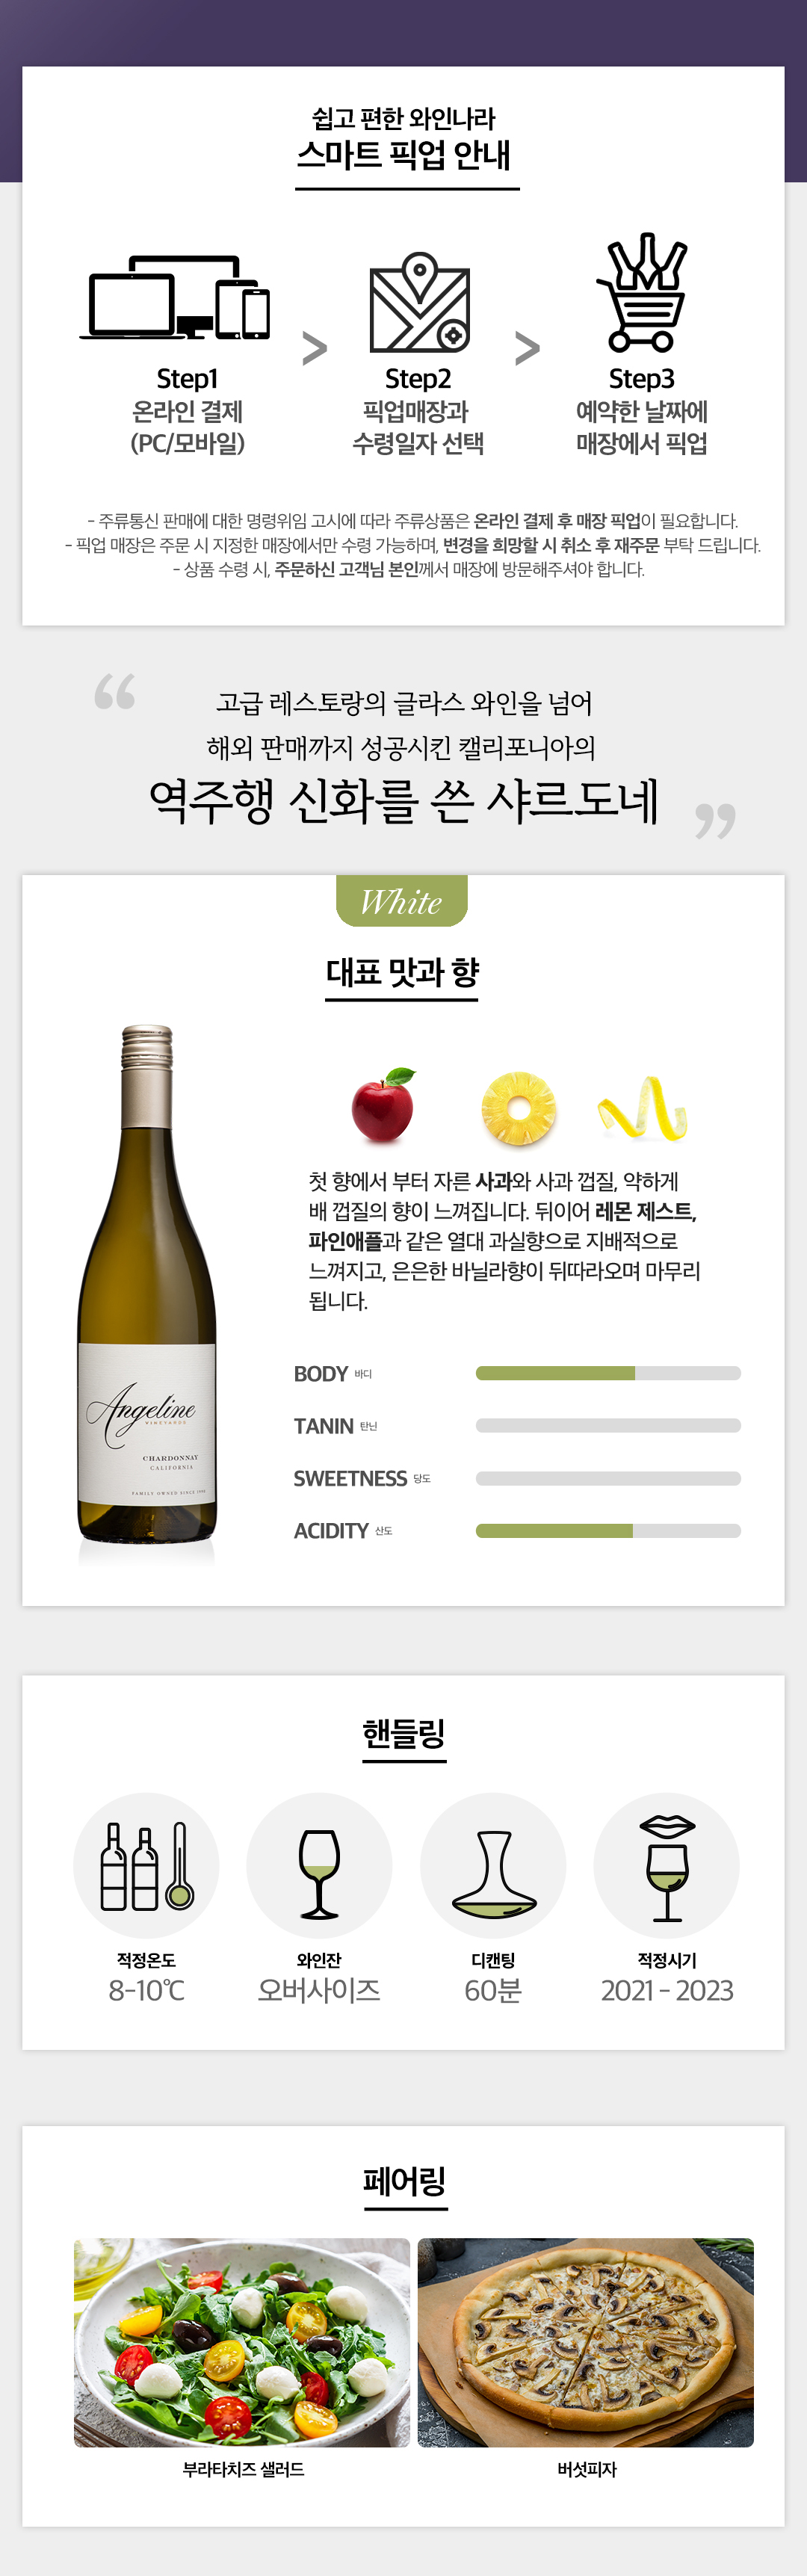 쉽고 편한 와인나라
스마트 픽업 안내
Step1
온라인 결제
(PC/모바일)
>
Step2
픽업매장과
수령일자 선택
>
Step3
예약한 날짜에
매장에서 픽업
- 주류통신 판매에 대한 명령위임 고시에 따라 주류상품은 온라인 결제 후 매장 픽업이 필요합니다.
- 픽업 매장은 주문 시 지정한 매장에서만 수령 가능하며, 변경을 희망할 시 취소 후 재주문 부탁 드립니다.
- 상품 수령 시, 주문하신 고객님 본인께서 매장에 방문해주셔야 합니다.
“
고급 레스토랑의 글라스 와인을 넘어
해외 판매까지 성공시킨 캘리포니아의
역주행 신화를 쓴 샤르도네
”
White
대표 맛과 향
첫 향에서 부터 자른 사과와 사과 껍질, 약하게
배 껍질의 향이 느껴집니다. 뒤이어 레몬 제스트,
파인애플과 같은 열대 과실향으로 지배적으로
느껴지고, 은은한 바닐라향이 뒤따라오며 마무리
됩니다.
Angeline
VINEYARDS
CHARDONNAY
CALIFORNIA
FAMILY OWNED SINCE
BODY 바디
TANIN 탄닌
SWEETNESS 당도
ACIDITY 산도
핸들링
적정온도
8-10℃
와인잔
오버사이즈
디캔팅
60분
적정시기
2021 - 2023
페어링
부라타치즈 샐러드
버섯피자